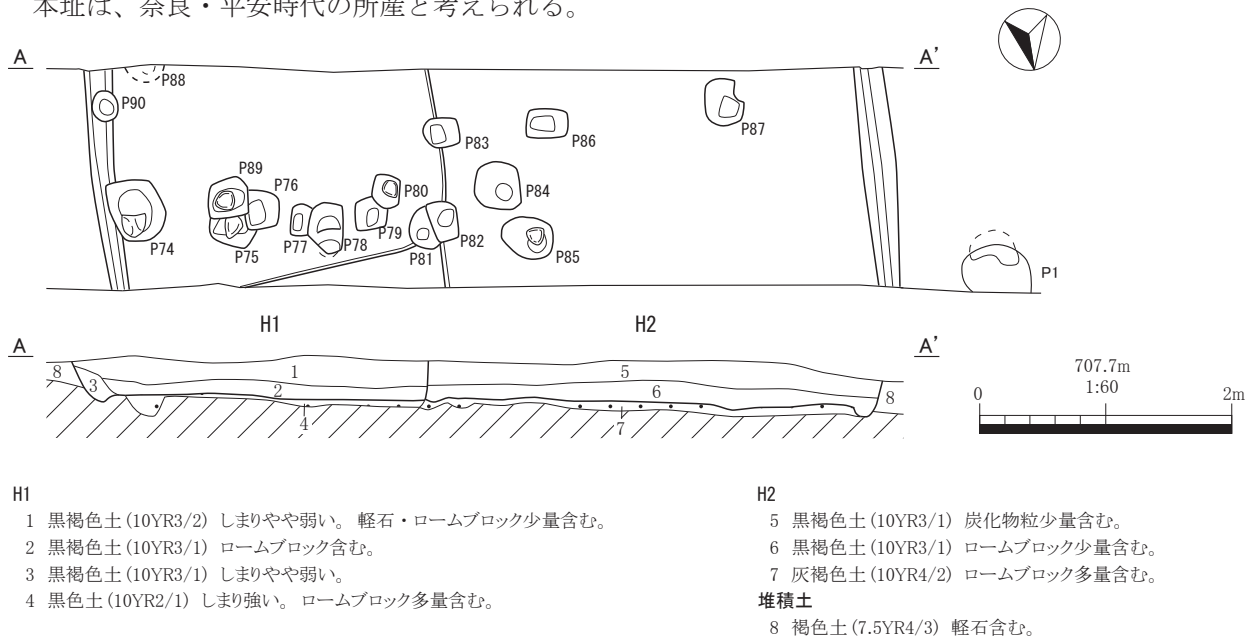 本址は、奈良・平安時代の所産と考えられる。
A A’
P88
P90
P87
P83
P86
P89
P76
P80
P84
P74
P75
P77
P78
P79
P81
P82
P85
P1
H1 H2
A A’
8 3 1 2 4 5 6 7 8
707.7m
1:60
0 2m
H1
1 黒褐色土(10YR3/2) しまりやや弱い。 軽石・ロームブロック少量含む。
2 黒褐色土(10YR3/1) ロームブロック含む。
3 黒褐色土(10YR3/1) しまりやや弱い。
4 黒色土(10YR2/1) しまり強い。 ロームブロック多量含む。
H2
5 黒褐色土(10YR3/1) 炭化物粒少量含む。
6 黒褐色土(10YR3/1) ロームブロック少量含む。
7 灰褐色土(10YR4/2) ロームブロック多量含む。
堆積土
8 褐色土(7.5YR4/3) 軽石含む。